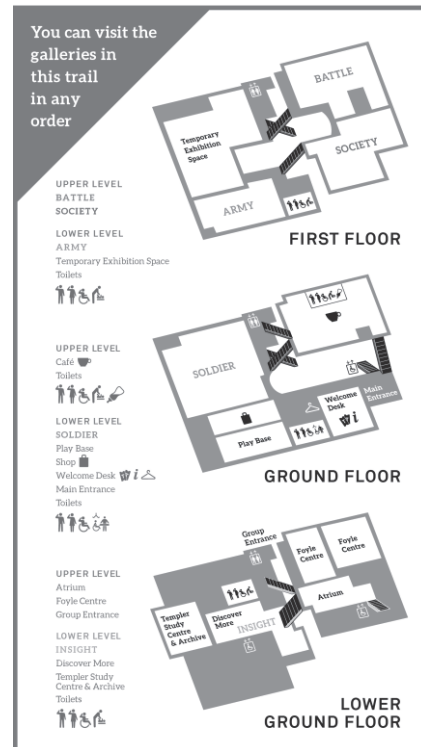 You can visit the
galleries in
this trail
in any
order
UPPER LEVEL
BATTLE
SOCIETY
LOWER LEVEL
ARMY
Temporary Exhibition Space
Toilets
BATTLE
Temporary
Exhibition
Space
SOCIETY
ARMY
FIRST FLOOR
UPPER LEVEL
Café
Toilets
LOWER LEVEL
SOLDIER
Play Base
Shop
Welcome Desk i
Main Entrance
Toilets
SOLDIER
Main
Entrance
Welcome
Desk
i
Play Base
GROUND FLOOR
UPPER LEVEL
Atrium
Foyle Centre
Group Entrance
LOWER LEVEL
INSIGHT
Discover More
Templer Study
Centre & Archive
Toilets
Group
Entrance
Foyle
Centre
Foyle
Centre
Atrium
Templer
Study
Centre
& Archive
Discover
More
INSIGHT
LOWER
GROUND FLOOR